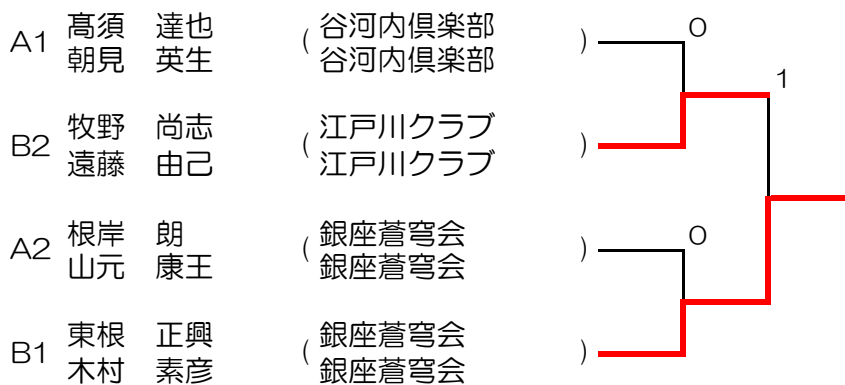 A1 髙須 達也 ( 谷河内倶楽部 ) 0
朝見 英生 谷河内倶楽部
1
B2 牧野 尚志 ( 江戸川クラブ )
遠藤 由己 江戸川クラブ
A2 根岸 朗 ( 銀座蒼穹会 ) 0
山元 康王 銀座蒼穹会
B1 東根 正興 ( 銀座蒼穹会 )
木村 素彦 銀座蒼穹会